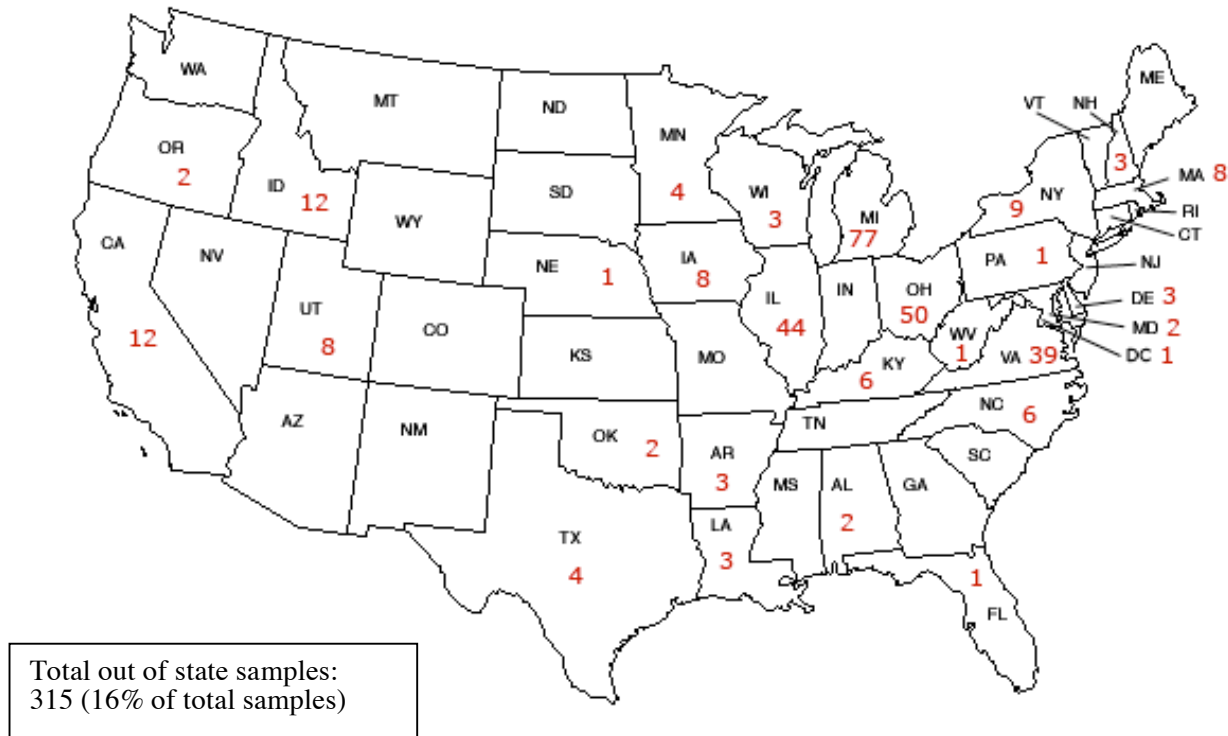 WA
MT
ND
MN
4
ME
VT
NH
3
OR
2
ID
12
SD
WI
3
MI
77
NY
9
MA 8
RI
CT
WY
CA
12
NV
NE
1
IA
8
PA
1
NJ
UT
8
CO
IL
44
IN
OH
50
DE 3
MD 2
DC 1
WV
1
VA 39
KS
MO
KY
6
AZ
NM
OK
2
AR
3
TN
NC
6
SC
MS
AL
2
GA
TX
4
LA
3
1
FL
Total out of state samples:
315 (16% of total samples)